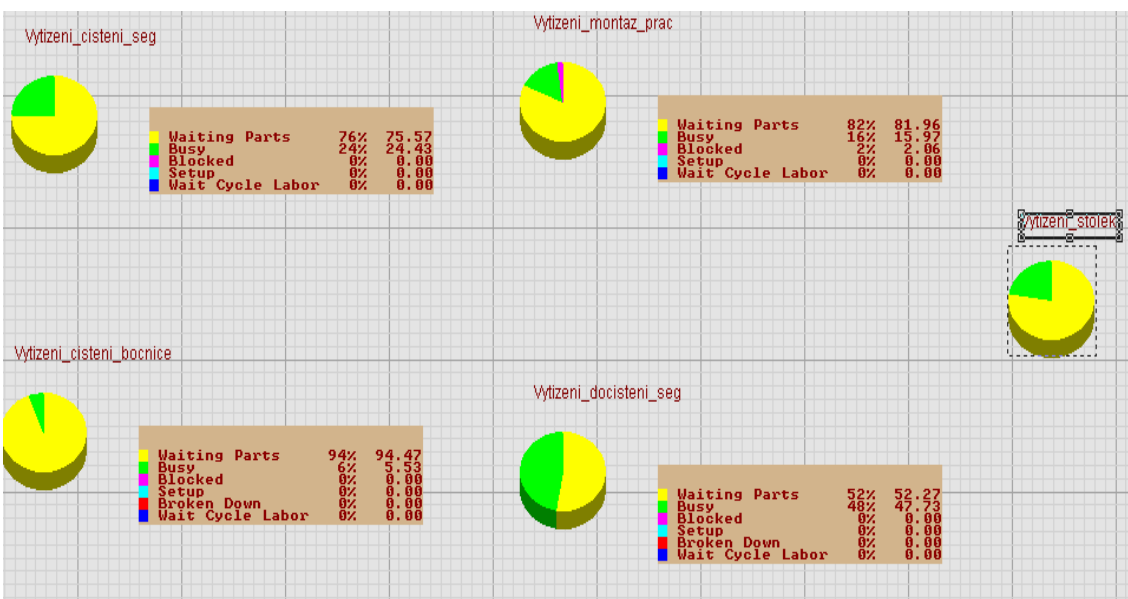 Vytizeni_cisteni_seg
Waiting Parts 76% 75.57
Busy 24% 24.43
Blocked 0% 0.00
Setup 0% 0.00
Wait Cycle Labor 0% 0.00
Vytizeni_montaz_prac
Waiting Parts 82% 81.96
Busy 16% 15.97
Blocked 2% 2.06
Setup 0% 0.00
Wait Cycle Labor 0% 0.00
Vytizeni_stolek
Vytizeni_cisteni_bocnice
Waiting Parts 94% 94.47
Busy 6% 5.53
Blocked 0% 0.00
Setup 0% 0.00
Broken Down 0% 0.00
Wait Cycle Labor 0% 0.00
Vytizeni_docisteni_seg
Waiting Parts 52% 52.27
Busy 48% 47.73
Blocked 0% 0.00
Setup 0% 0.00
Broken Down 0% 0.00
Wait Cycle Labor 0% 0.00